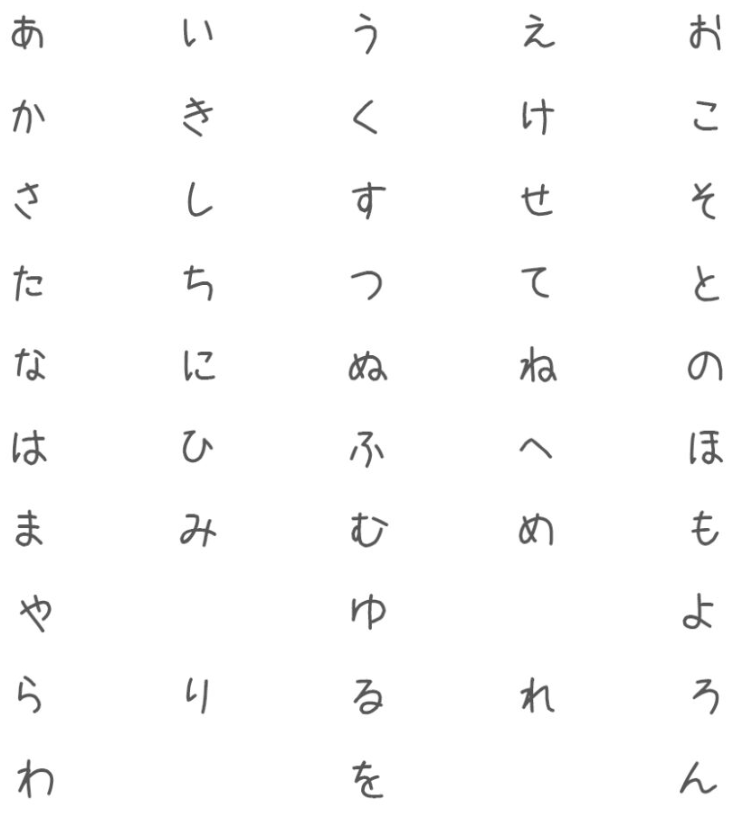 あ い う え お
か き く け こ
さ し す せ そ
た ち つ て と
な に ぬ ね の
は ひ ふ へ ほ
ま み む め も
や ゆ よ
ら り る れ ろ
わ を ん